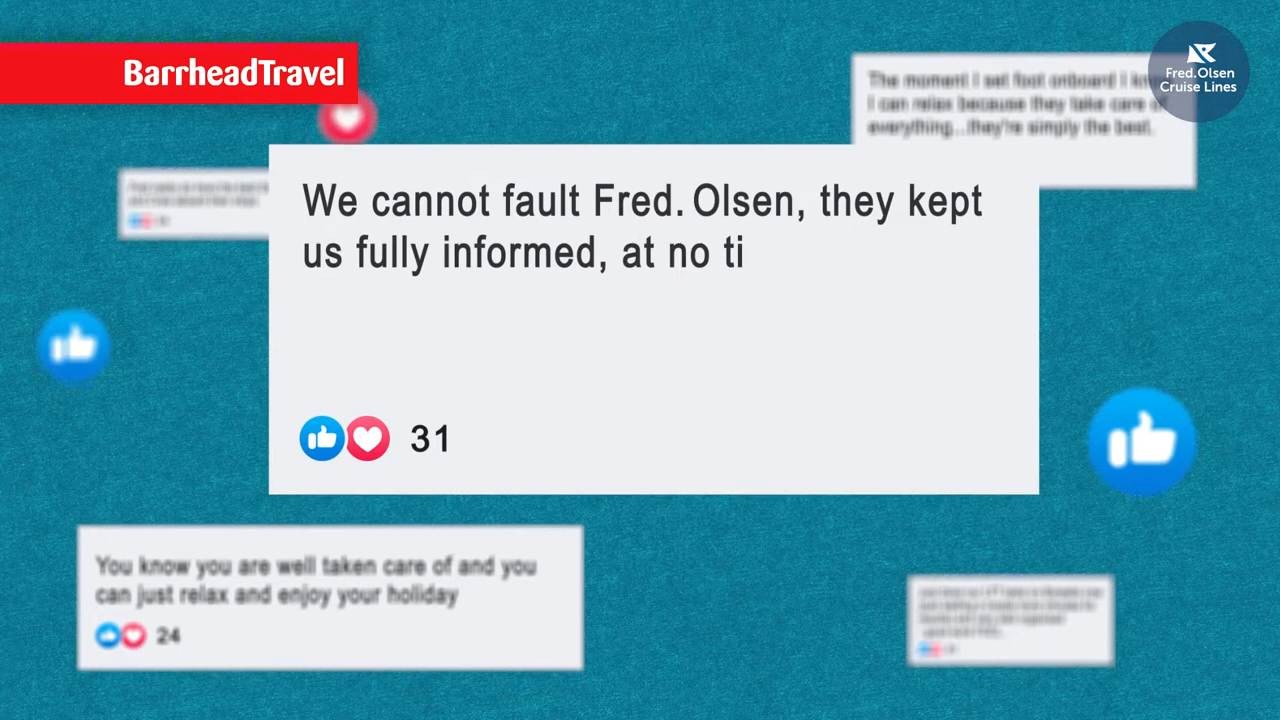 BarrheadTravel
Fred.Olsen
Cruise Lines
The moment I set foot onboard I
I can relax because they take care of
everything...they're simply the best.
We cannot fault Fred. Olsen, they kept
us fully informed, at no ti
31
You know you are well taken care of and you
can just relax and enjoy your holiday
24